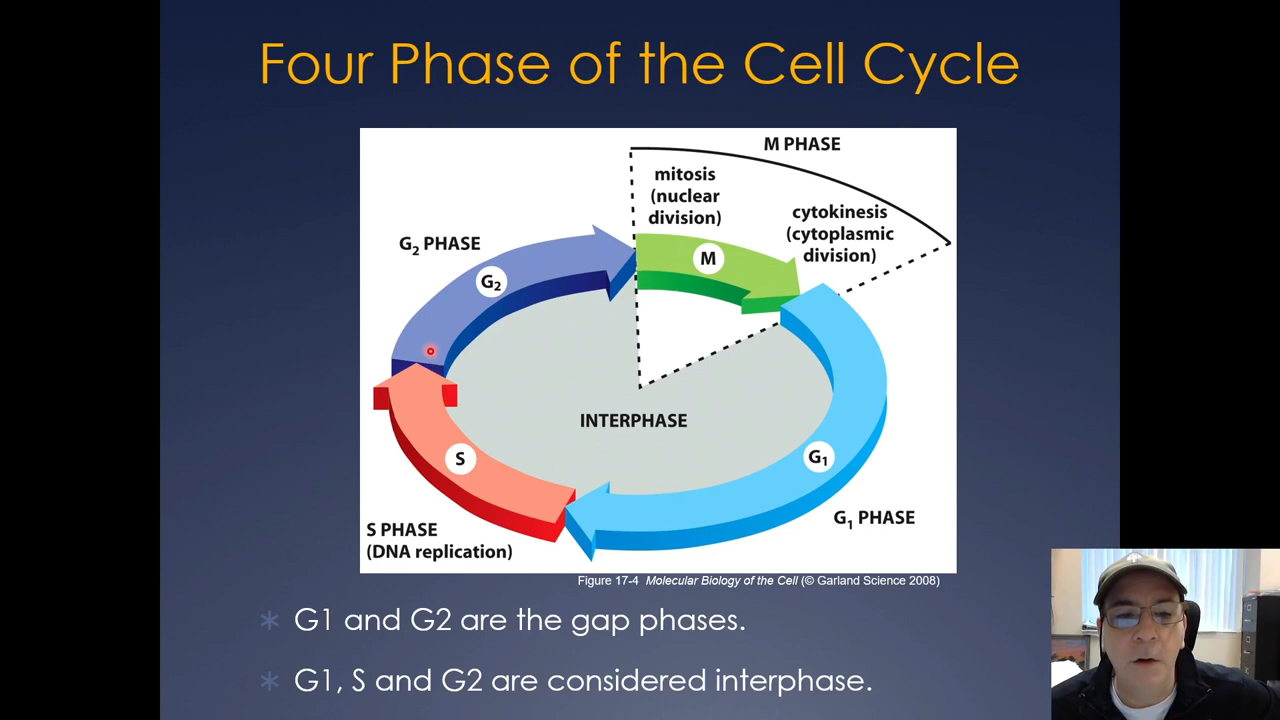 Four Phase of the Cell Cycle
M PHASE
mitosis
(nuclear
division)
cytokinesis
(cytoplasmic
division)
G₂ PHASE
G₂
M
INTERPHASE
S
G₁
S PHASE
(DNA replication)
G₁ PHASE
Figure 17-4 Molecular Biology of the Cell (© Garland Science 2008)
G1 and G2 are the gap phases.
G1, S and G2 are considered interphase.